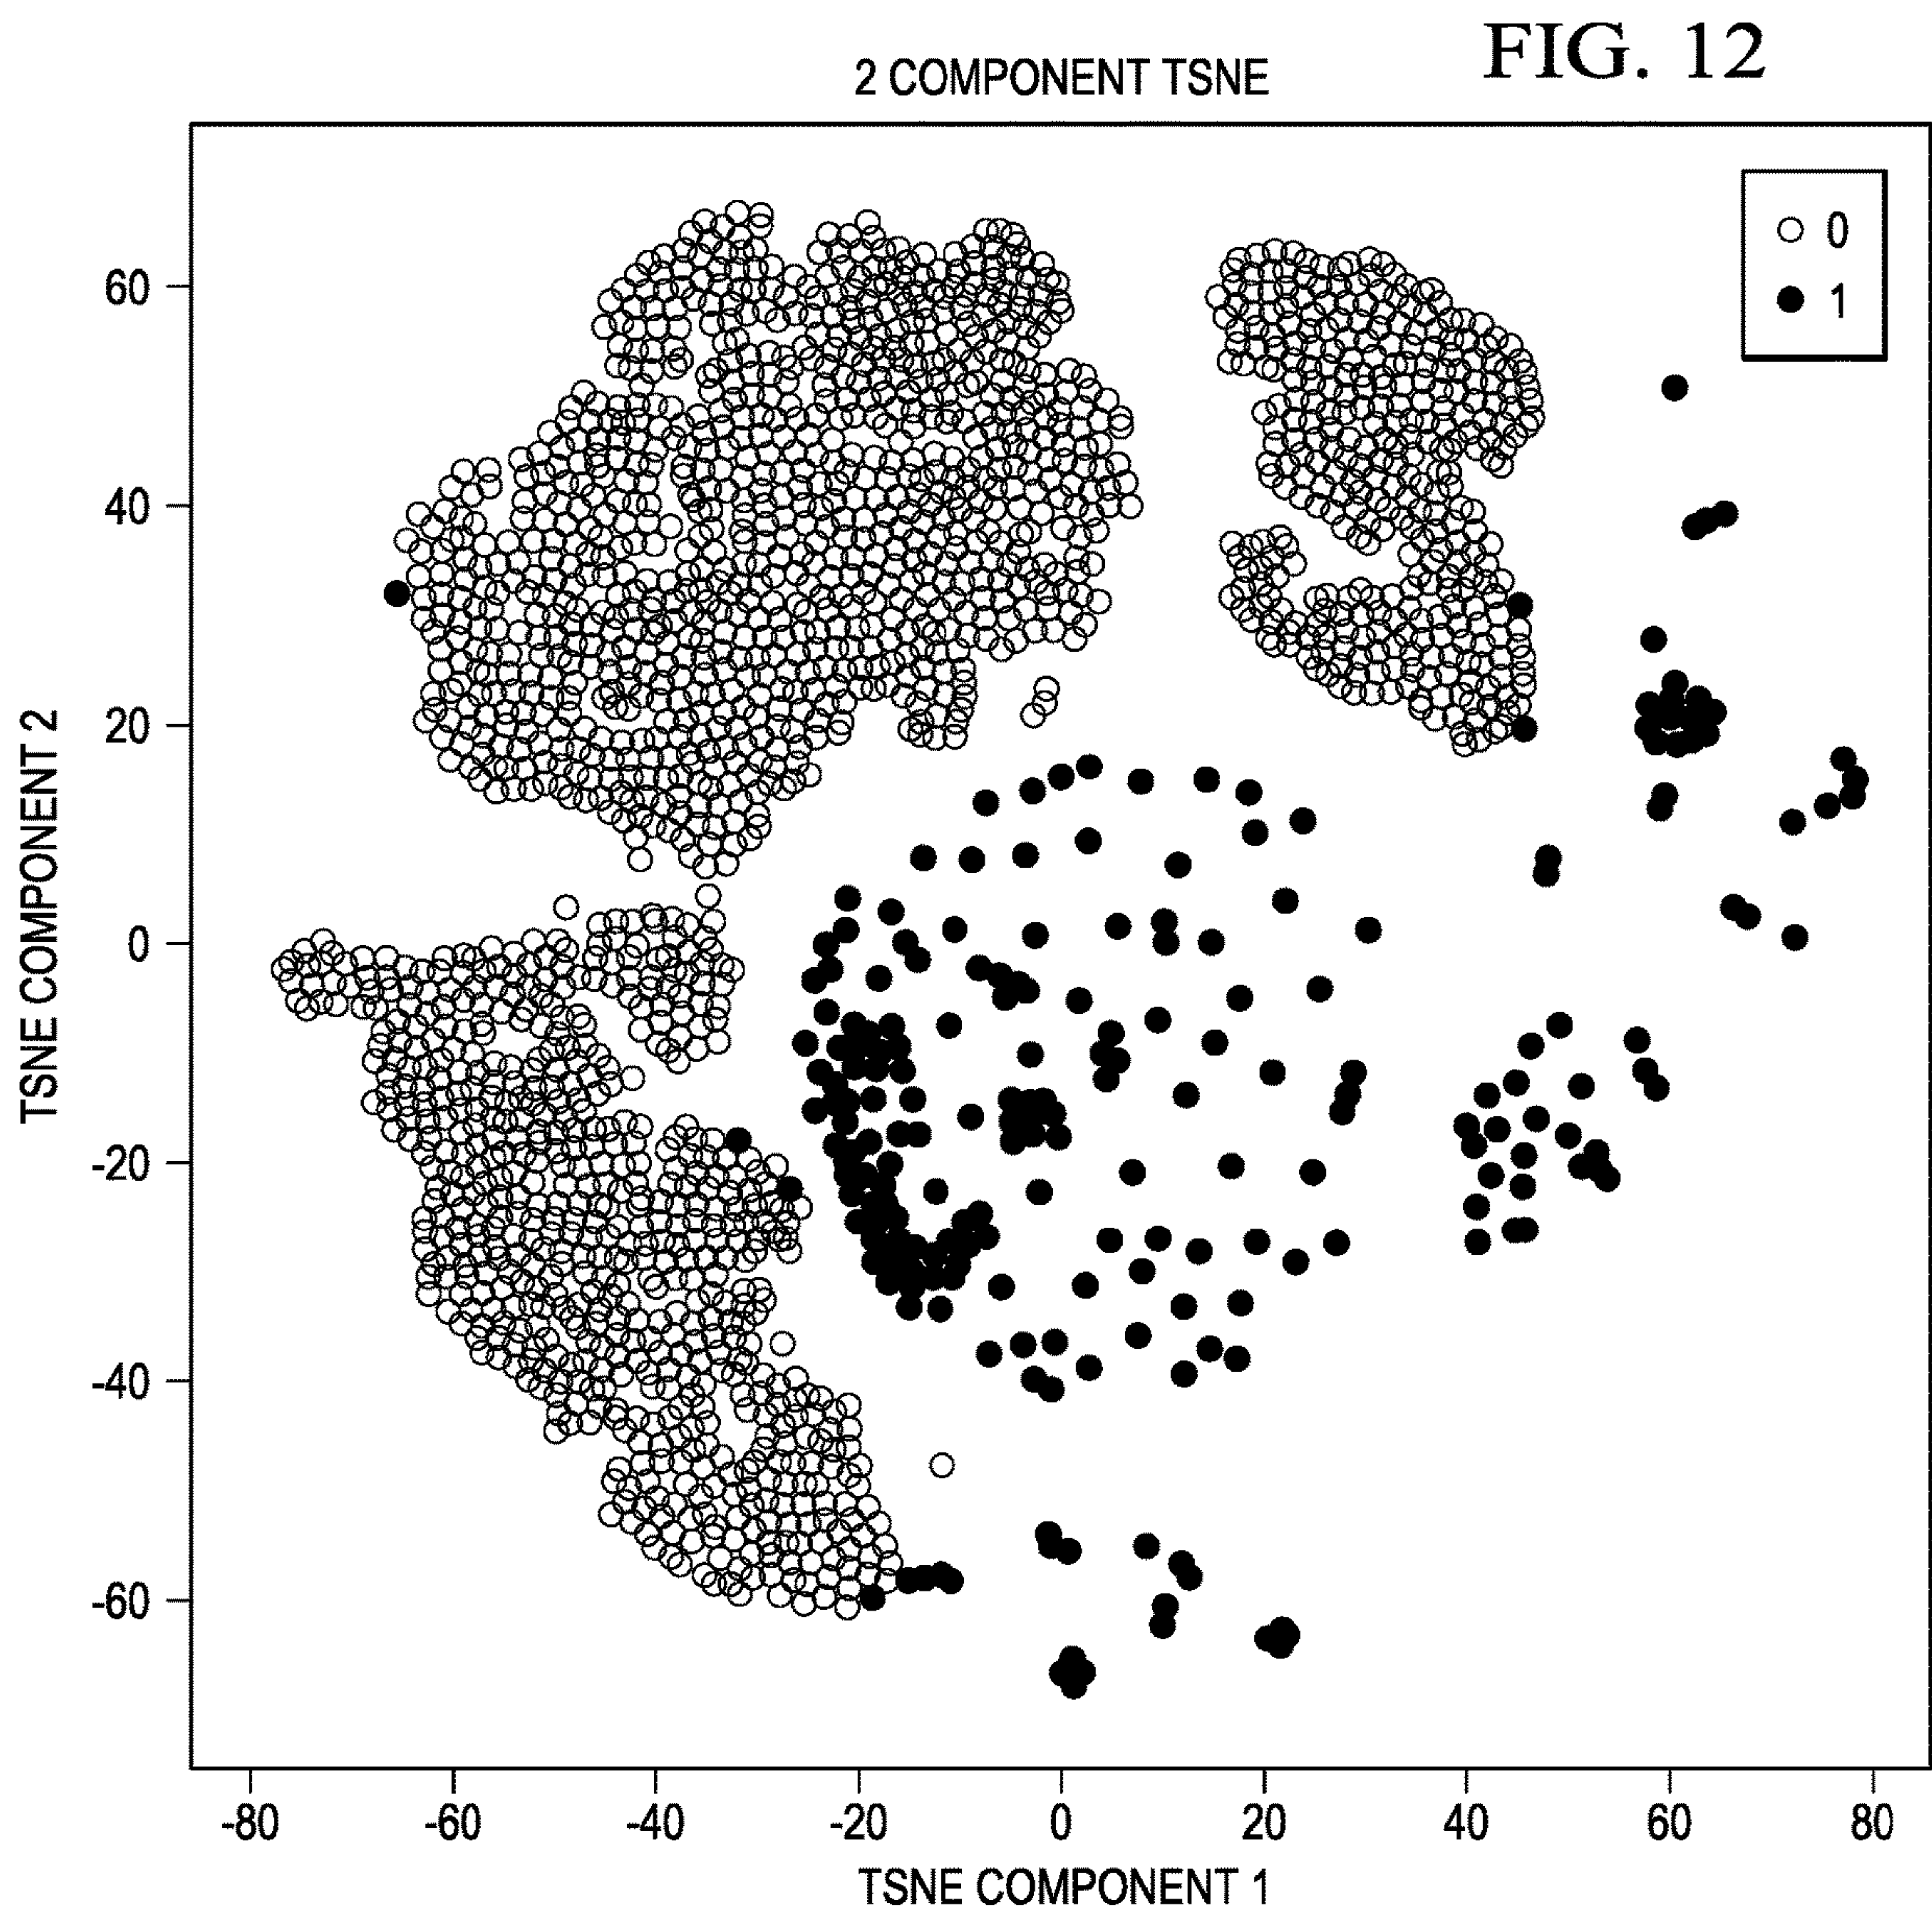 FIG. 12
2 COMPONENT TSNE
0
1
60
40
20
0
-20
-40
-60
TSNE COMPONENT 2
-80 -60 -40 -20 0 20 40 60 80
TSNE COMPONENT 1